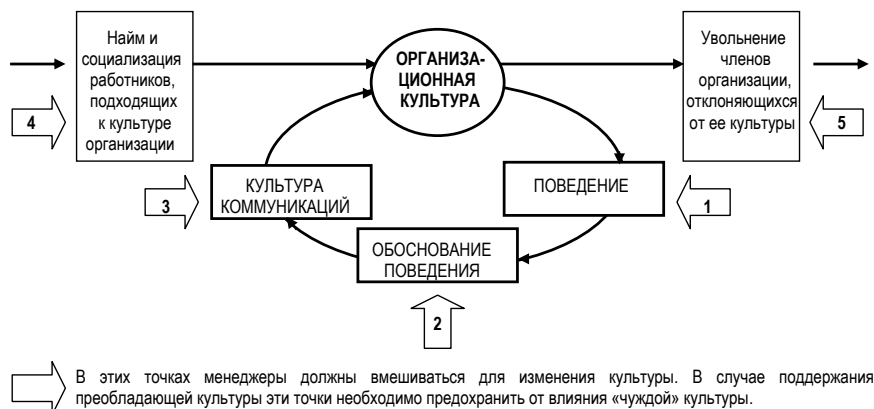 Найм и
социализация
работников,
подходящих
к культуре
организации
ОРГАНИЗА-
ЦИОННАЯ
КУЛЬТУРА
Увольнение
членов
организации,
отклоняющихся
от ее культуры
4
5
3
КУЛЬТУРА
КОММУНИКАЦИЙ
ПОВЕДЕНИЕ
1
ОБОСНОВАНИЕ
ПОВЕДЕНИЯ
2
В этих точках менеджеры должны вмешиваться для изменения культуры. В случае поддержания
преобладающей культуры эти точки необходимо предохранить от влияния «чуждой» культуры.